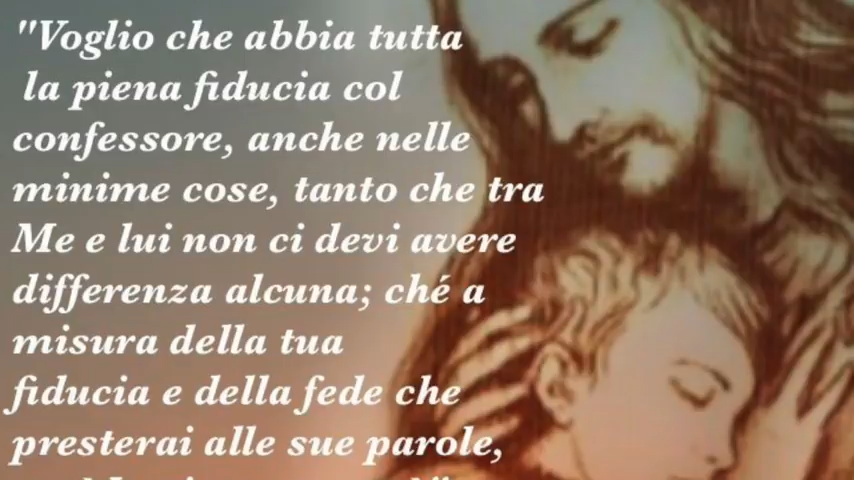 "Voglio che abbia tutta
la piena fiducia col
confessore, anche nelle
minime cose, tanto che tra
Me e lui non ci devi avere
differenza alcuna; ché a
misura della tua
fiducia e della fede che
presterai alle sue parole,